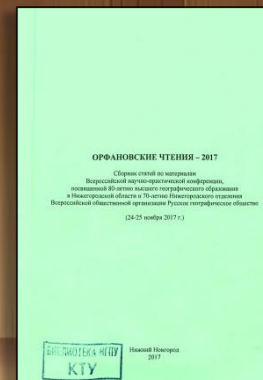 ОРФАНОВСКИЕ ЧТЕНИЯ – 2017
Сборник статей по материалам
Всероссийской научно-практической конференции,
посвященной 80-летию высшего географического образования
в Нижегородской области и 70-летию Нижегородского отделения
Всероссийской общественной организации Русское географическое общество
(24-25 ноября 2017 г.)
БИБЛИОТЕКА НГПУ
КТУ
Нижний Новгород
2017